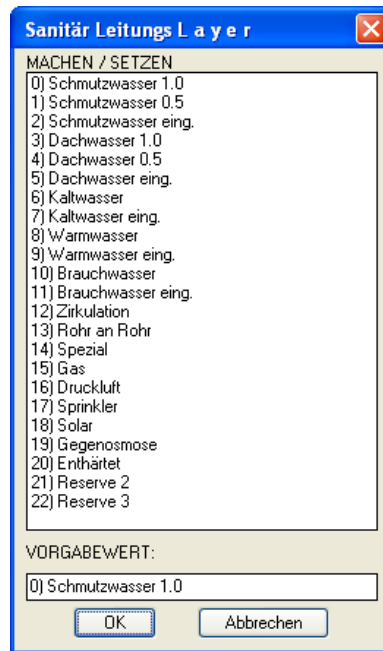 Sanitär Leitungs L a y e r
MACHEN / SETZEN
0) Schmutzwasser 1.0
1) Schmutzwasser 0.5
2) Schmutzwasser eing.
3) Dachwasser 1.0
4) Dachwasser 0.5
5) Dachwasser eing.
6) Kaltwasser
7) Kaltwasser eing.
8) Warmwasser
9) Warmwasser eing.
10) Brauchwasser
11) Brauchwasser eing.
12) Zirkulation
13) Rohr an Rohr
14) Spezial
15) Gas
16) Druckluft
17) Sprinkler
18) Solar
19) Gegenosmose
20) Enthärtet
21) Reserve 2
22) Reserve 3
VORGABEWERT:
0) Schmutzwasser 1.0
OK Abbrechen